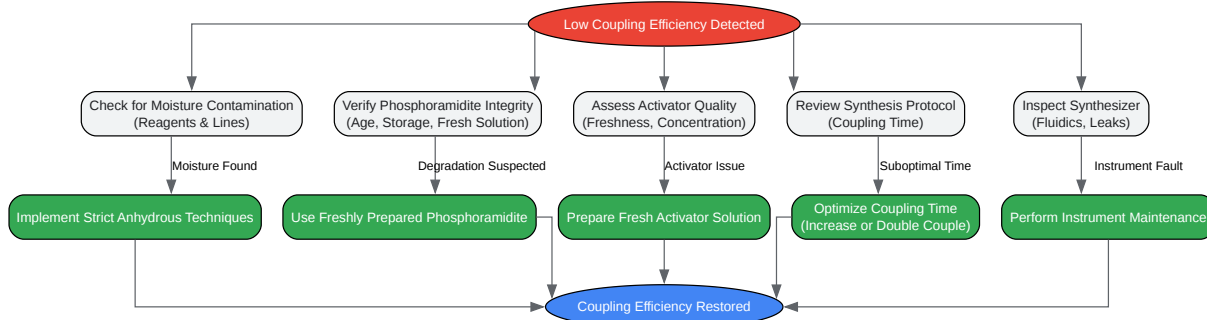 Low Coupling Efficiency Detected
Check for Moisture Contamination
(Reagents & Lines)
Verify Phosphoramidite Integrity
(Age, Storage, Fresh Solution)
Assess Activator Quality
(Freshness, Concentration)
Review Synthesis Protocol
(Coupling Time)
Inspect Synthesizer
(Fluidics, Leaks)
Moisture Found
Degradation Suspected
Activator Issue
Suboptimal Time
Instrument Fault
Implement Strict Anhydrous Techniques
Use Freshly Prepared Phosphoramidite
Prepare Fresh Activator Solution
Optimize Coupling Time
(Increase or Double Couple)
Perform Instrument Maintenance
Coupling Efficiency Restored